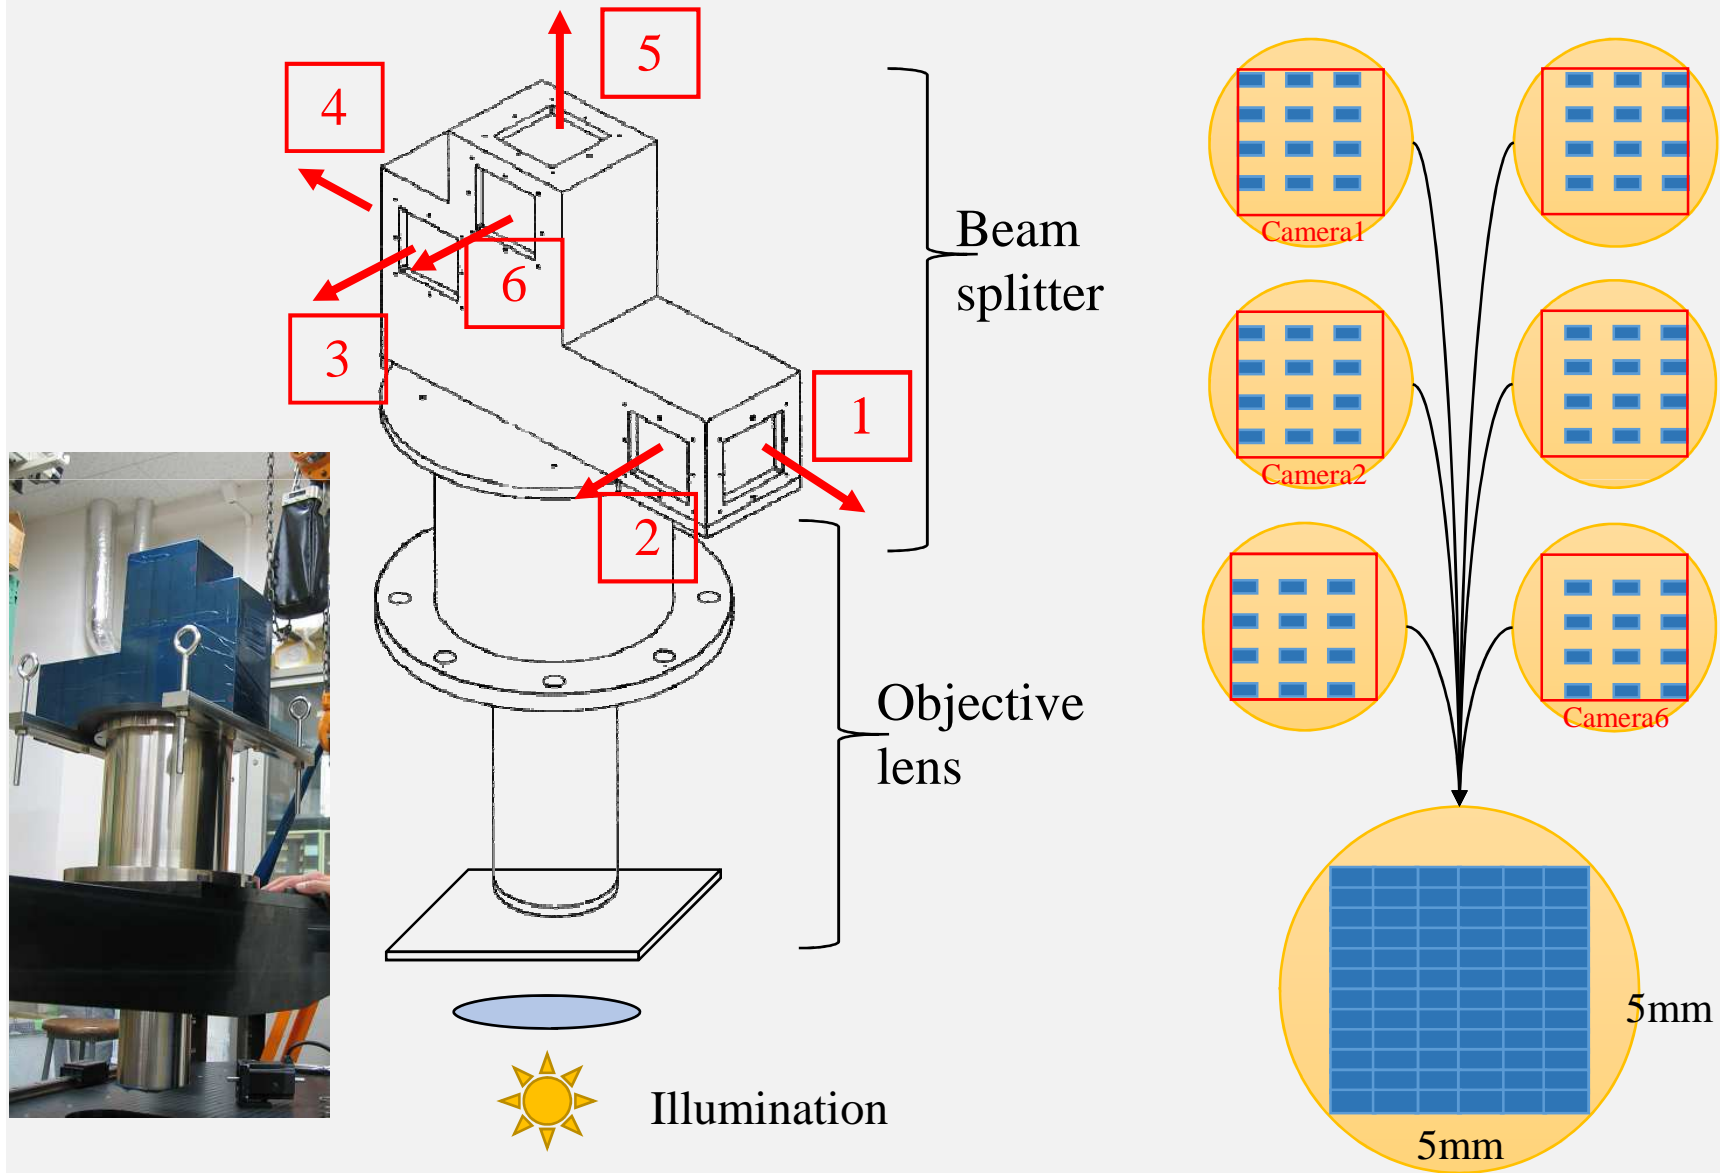 5
4
6
3
1
2
Beam
splitter
Objective
lens
Illumination
Camera1
Camera2
Camera6
5mm
5mm